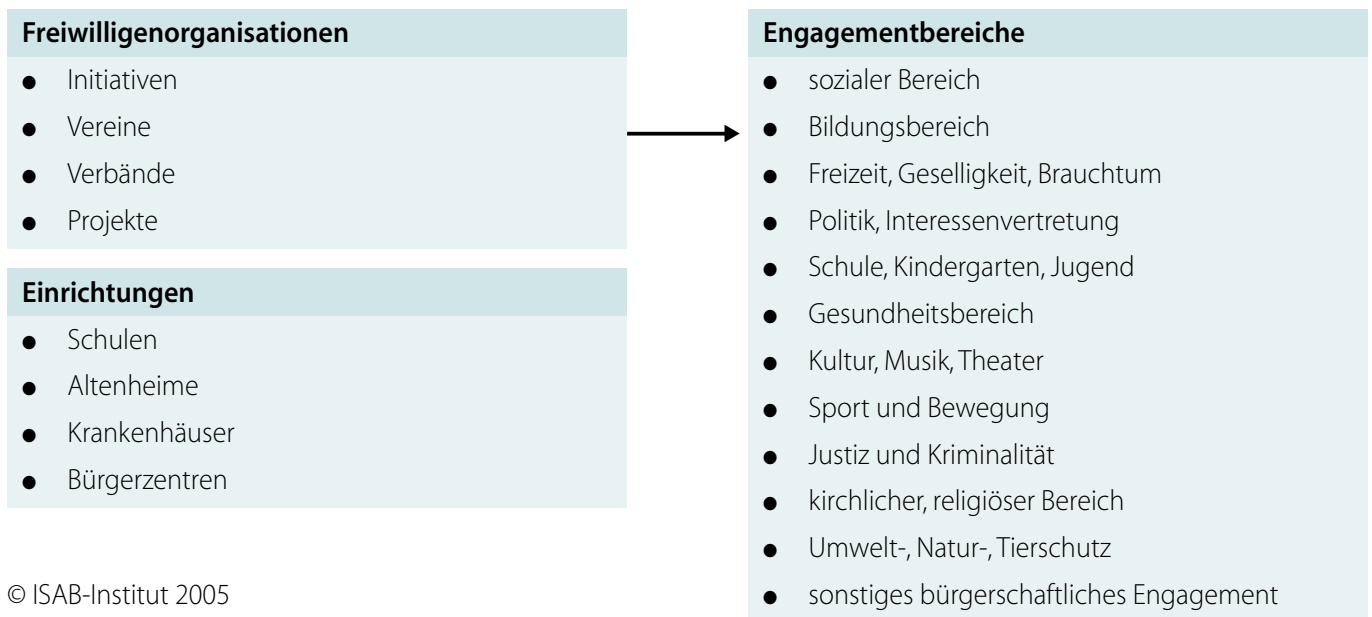 Freiwilligenorganisationen
● Initiativen
● Vereine
● Verbände
● Projekte
Einrichtungen
● Schulen
● Altenheime
● Krankenhäuser
● Bürgerzentren
© ISAB-Institut 2005
Engagementbereiche
● sozialer Bereich
● Bildungsbereich
● Freizeit, Geselligkeit, Brauchtum
● Politik, Interessenvertretung
● Schule, Kindergarten, Jugend
● Gesundheitsbereich
● Kultur, Musik, Theater
● Sport und Bewegung
● Justiz und Kriminalität
● kirchlicher, religiöser Bereich
● Umwelt-, Natur-, Tierschutz
● sonstiges bürgerschaftliches Engagement